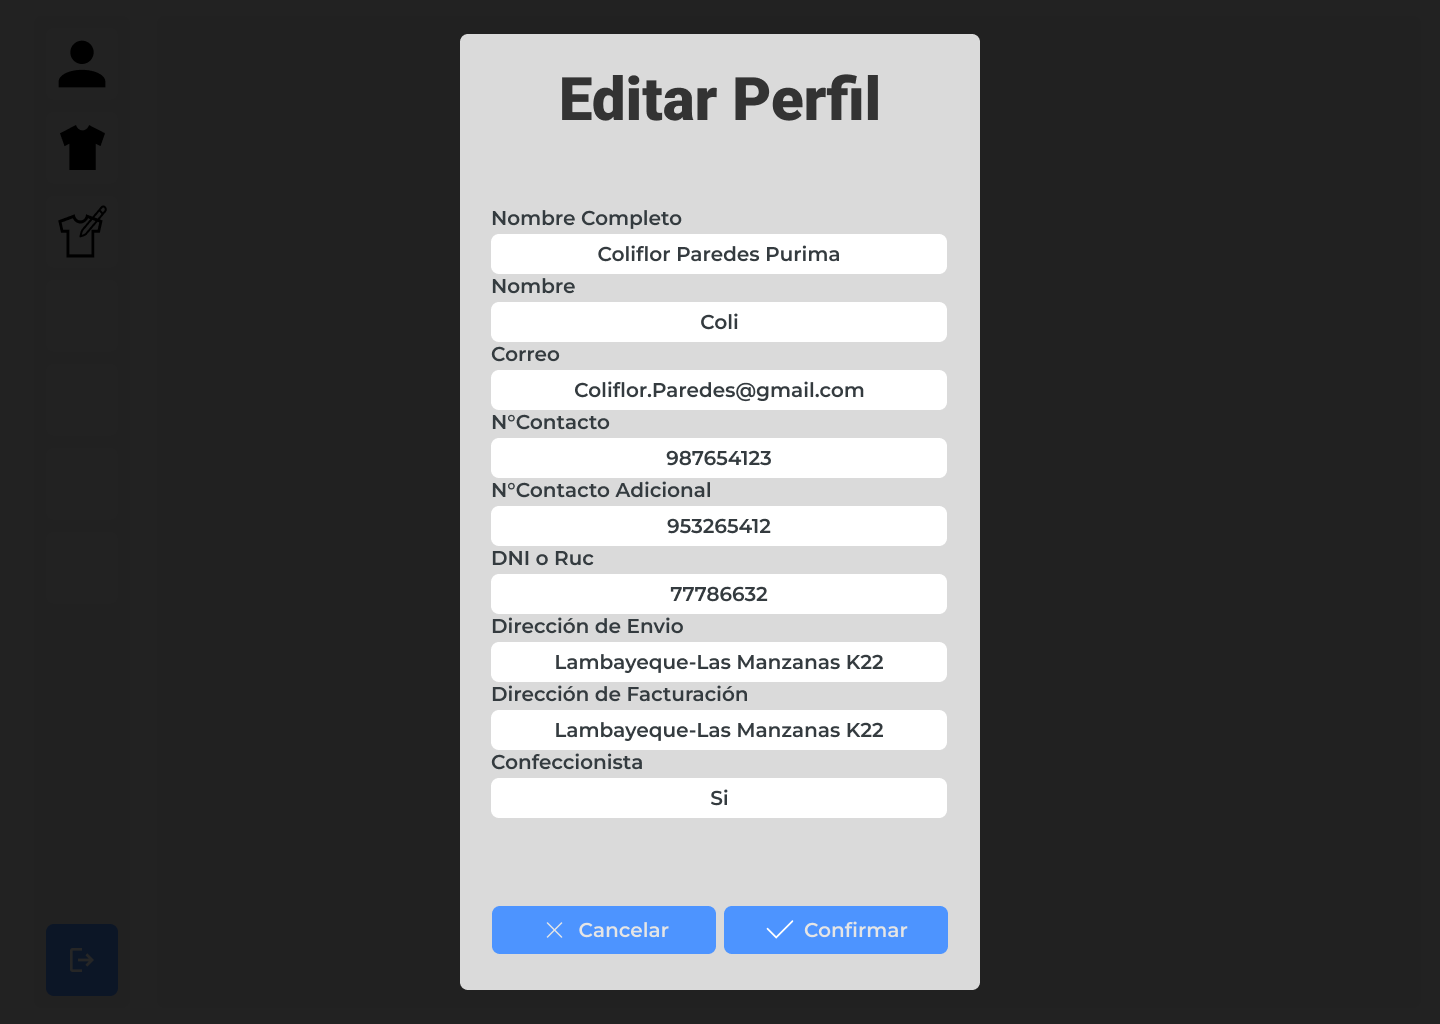 Editar Perfil
Nombre Completo
Coliflor Paredes Purima
Nombre
Coli
Correo
Coliflor.Paredes@gmail.com
N°Contacto
987654123
N°Contacto Adicional
953265412
DNI o Ruc
77786632
Dirección de Envio
Lambayeque-Las Manzanas K22
Dirección de Facturación
Lambayeque-Las Manzanas K22
Confeccionista
Si
Cancelar
Confirmar